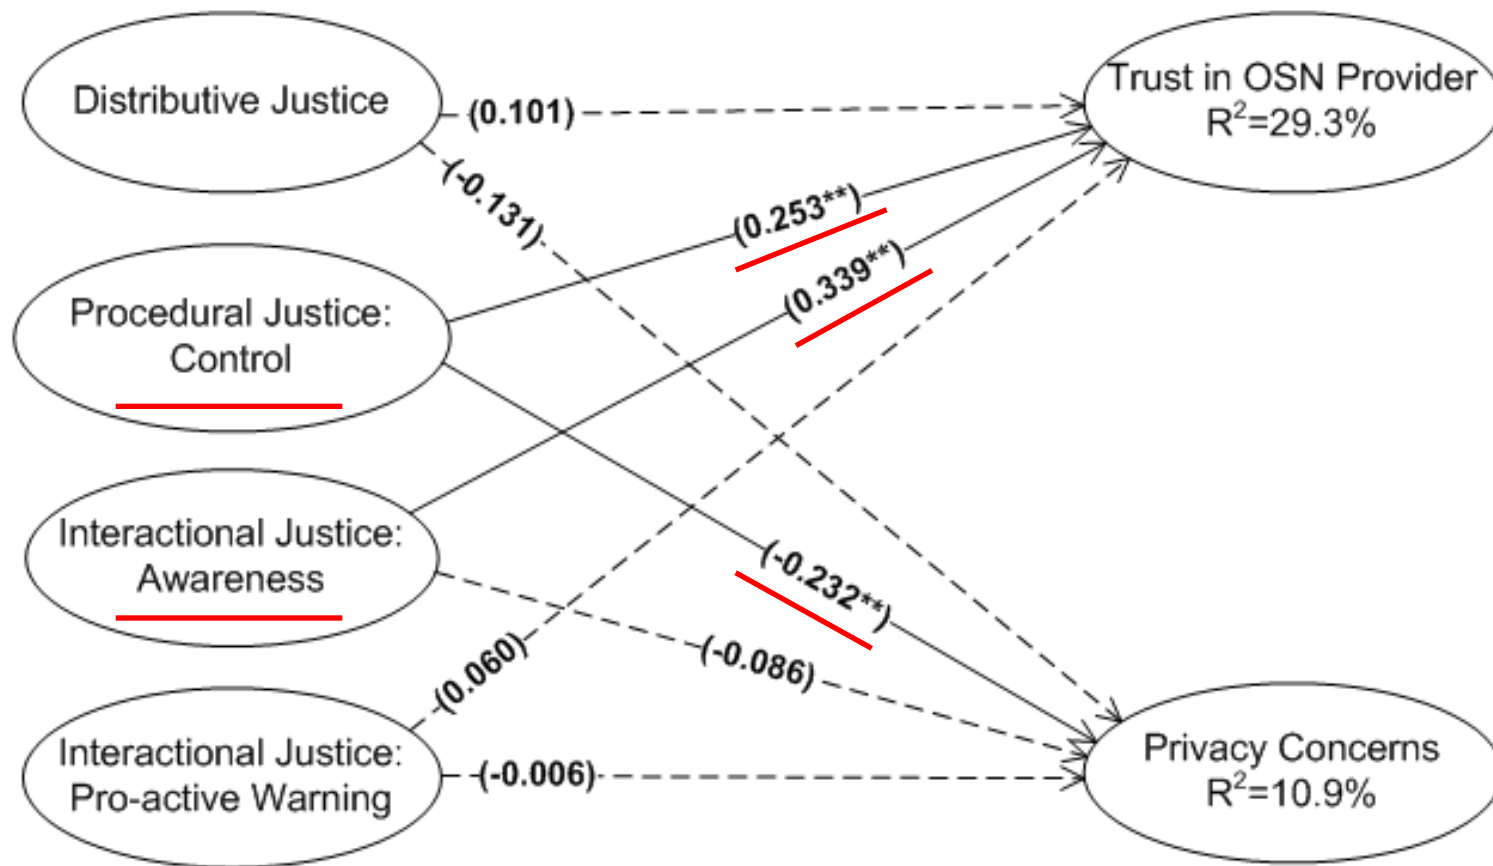 Distributive Justice
(0.101)
Trust in OSN Provider
R²=29.3%
(-0.131)
(0.253**)
(0.339**)
Procedural Justice:
Control
Interactional Justice:
Awareness
(-0.232**)
(-0.086)
(0.060)
Interactional Justice:
Pro-active Warning
(-0.006)
Privacy Concerns
R²=10.9%